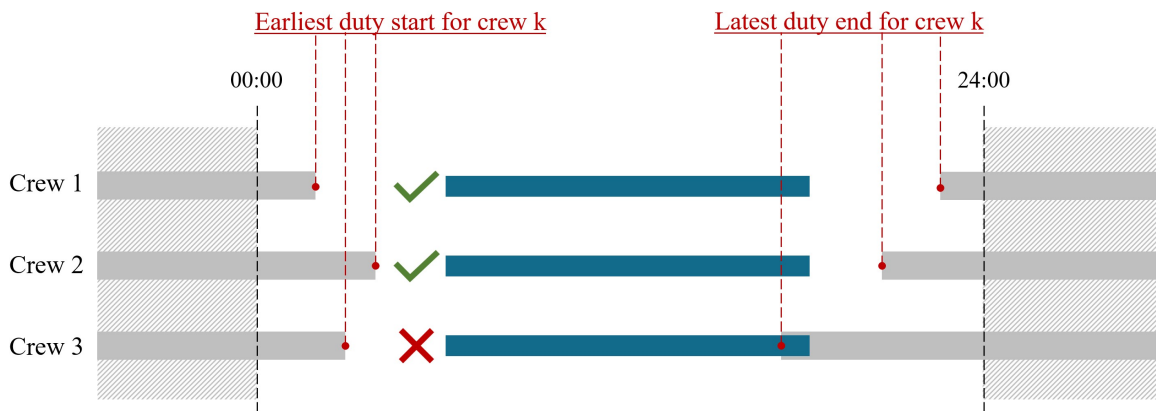 Earliest duty start for crew k
Latest duty end for crew k
00:00
24:00
Crew 1
Crew 2
Crew 3